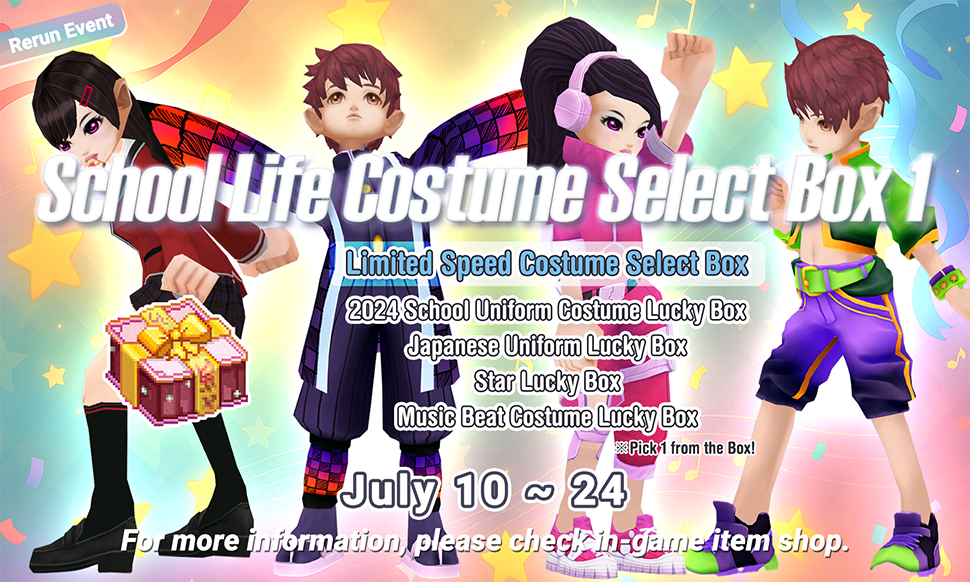 Rerun Event
School Life Costume Select Box 1
Limited Speed Costume Select Box
2024 School Uniform Costume Lucky Box
Japanese Uniform Lucky Box
Star Lucky Box
Music Beat Costume Lucky Box
※Pick 1 from the Box!
July 10 ~ 24
For more information, please check in-game item shop.